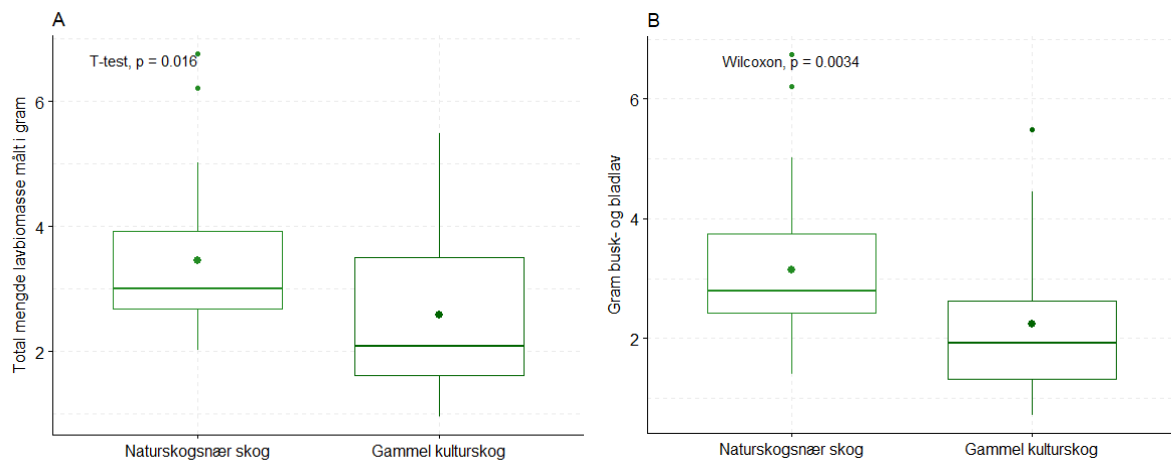 A
T-test, p = 0.016
Total mengde lavbiomasse målt i gram
6
4
2
Naturskogsnær skog
Gammel kulturskog
B
Wilcoxon, p = 0.0034
Gram busk- og bladlav
6
4
2
Naturskogsnær skog
Gammel kulturskog